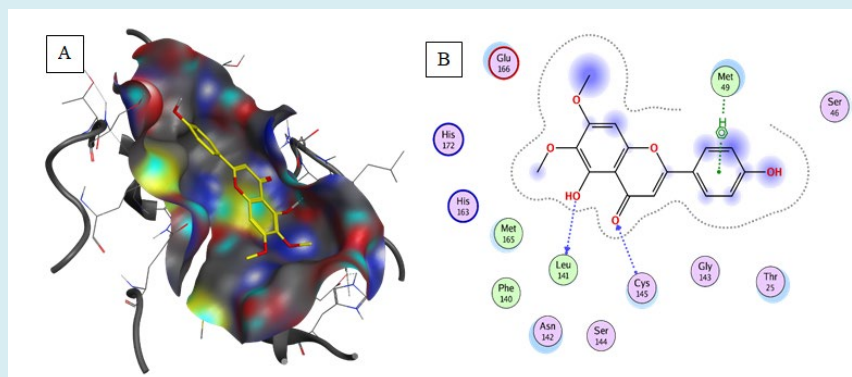 A
B
Glu
166
Met
49
Ser
46
His
172
His
163
Met
165
Leu
141
Phe
140
Asn
142
Ser
144
Cys
145
Gly
143
Thr
25
O
O
O
HO
O
OH
H